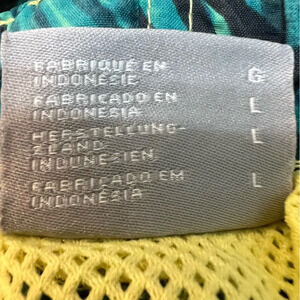 FABRIQUÉ EN
INDONÉSIE G
FABRICADO EN
INDONESIA L
HERSTELLUNG-
SLAND
INDONESIEN L
FABRICADO EM
INDONÉSIA L